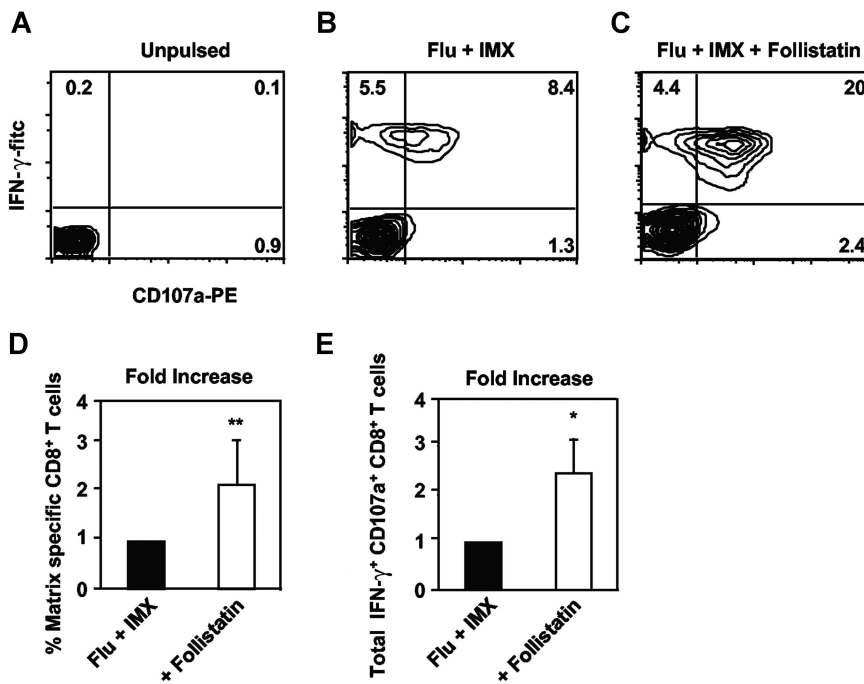 A
Unpulsed
0.2
0.1
0.9
IFN-γ-fitc
CD107a-PE
B
Flu + IMX
5.5
8.4
1.3
C
Flu + IMX + Follistatin
4.4
20
2.4
D
Fold Increase
% Matrix specific CD8⁺ T cells
4
3
2
1
0
**
Flu + IMX
+ Follistatin
E
Fold Increase
Total IFN-γ⁺ CD107a⁺ CD8⁺ T cells
4
3
2
1
0
*
Flu + IMX
+ Follistatin